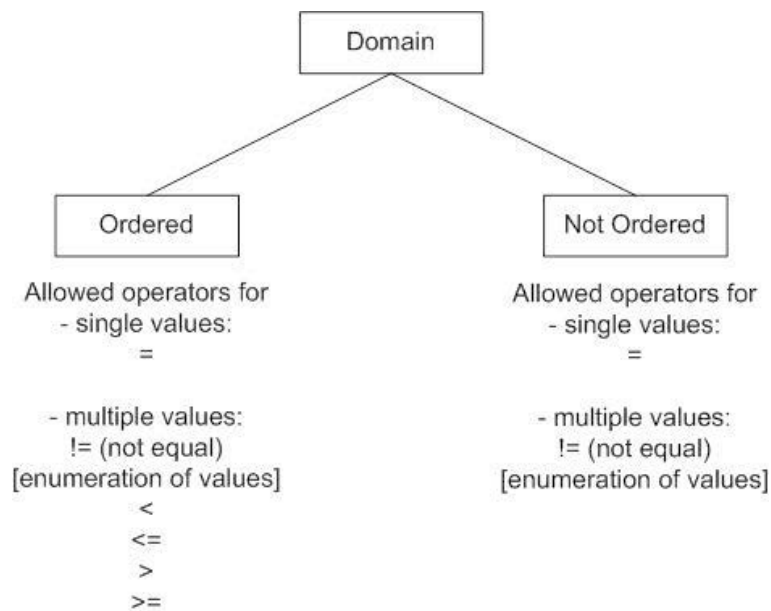 Domain
Ordered
Allowed operators for
- single values:
=
- multiple values:
!= (not equal)
[enumeration of values]
<
<=
>
>=
Not Ordered
Allowed operators for
- single values:
=
- multiple values:
!= (not equal)
[enumeration of values]